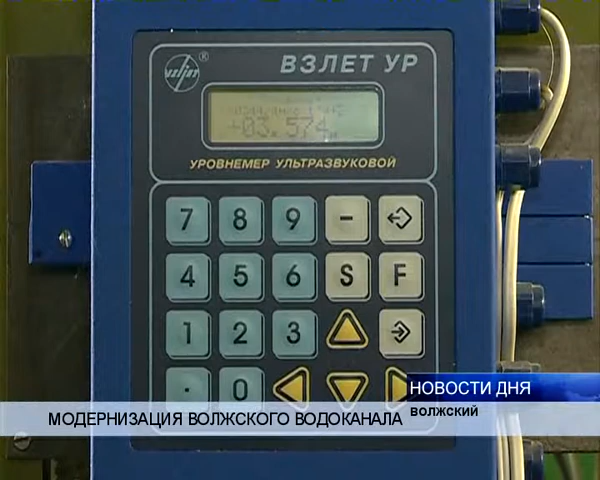 ВЗЛЕТ УР
®
+03.574м
УРОВНЕМЕР УЛЬТРАЗВУКОВОЙ
7 8 9 -
4 5 6 S F
1 2 3
. 0
НОВОСТИ ДНЯ
МОДЕРНИЗАЦИЯ ВОЛЖСКОГО ВОДОКАНАЛА
ВОЛЖСКИЙ